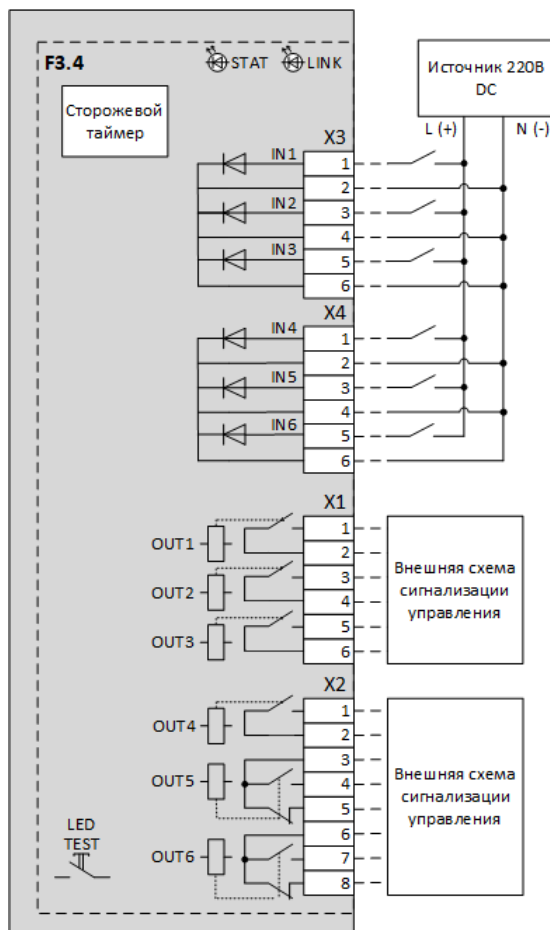 F3.4
STAT
LINK
Источник 220В
DC
Сторожевой
таймер
L (+)
N (-)
X3
IN1
1
2
IN2
3
4
IN3
5
6
X4
IN4
1
2
IN5
3
4
IN6
5
6
X1
OUT1
1
2
OUT2
3
4
OUT3
5
6
Внешняя схема
сигнализации
управления
X2
OUT4
1
2
3
OUT5
4
5
6
OUT6
7
8
Внешняя схема
сигнализации
управления
LED
TEST